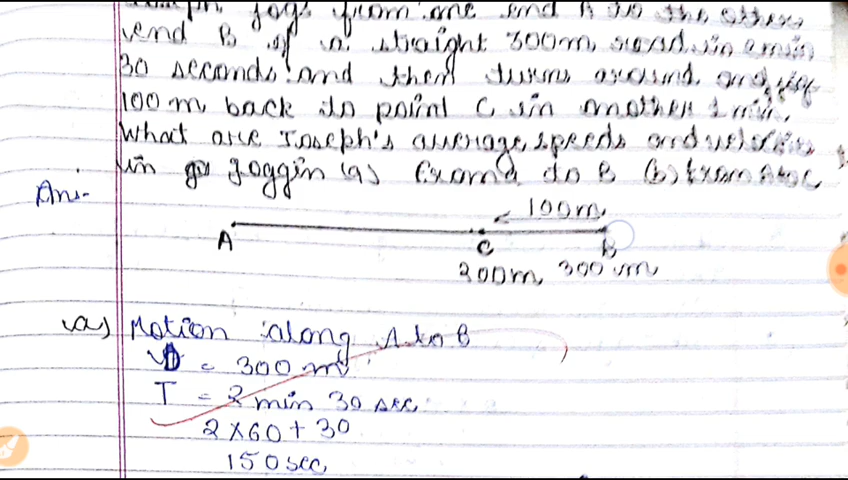 Joseph jogs from one end A to the other
end B of a straight 300m road in 2 min
30 seconds and then turns around and jogs
100 m back to point C in another 1 min.
What are Joseph's average speeds and velocities
in joggin (a) from A to B (b) from A to C
Ans:-
100m
A C B
200m, 300 m
(a) Motion along A to B
D = 300 m
T = 2 min 30 sec
2 x 60 + 30
150 sec